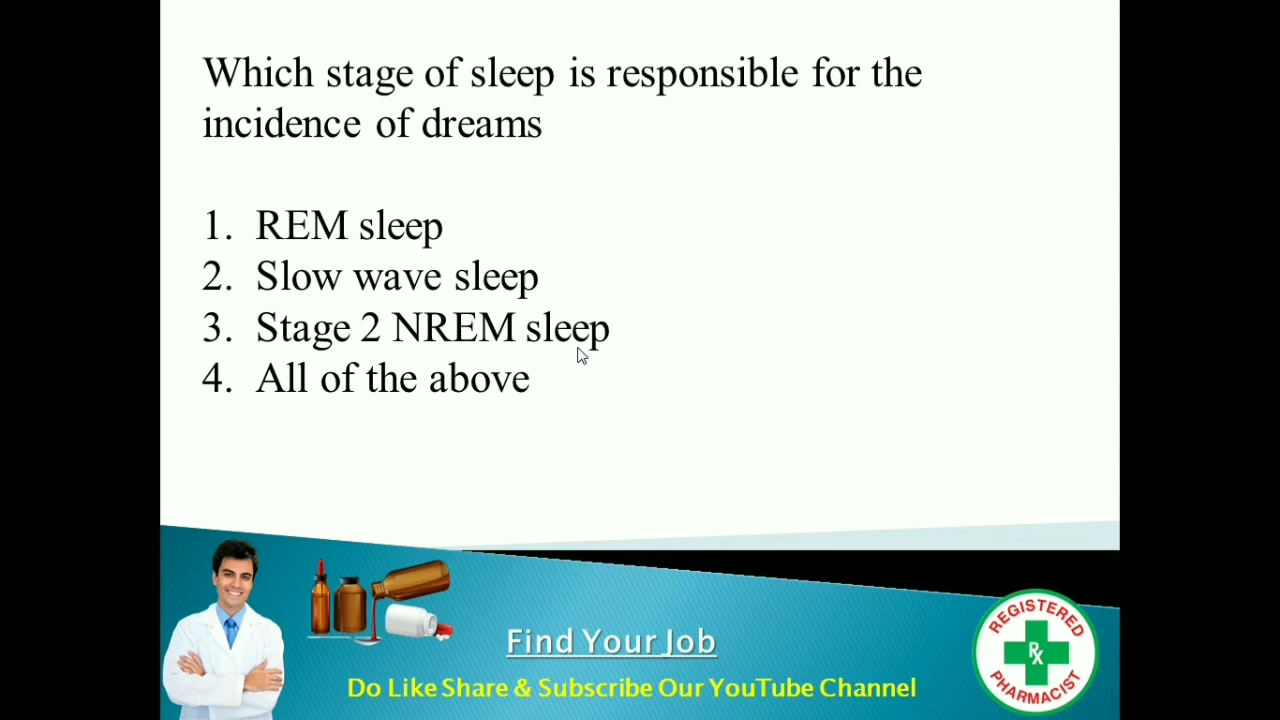 Which stage of sleep is responsible for the
incidence of dreams
1. REM sleep
2. Slow wave sleep
3. Stage 2 NREM sleep
4. All of the above
Find Your Job
Do Like Share & Subscribe Our YouTube Channel
REGISTERED
Rx
PHARMACIST